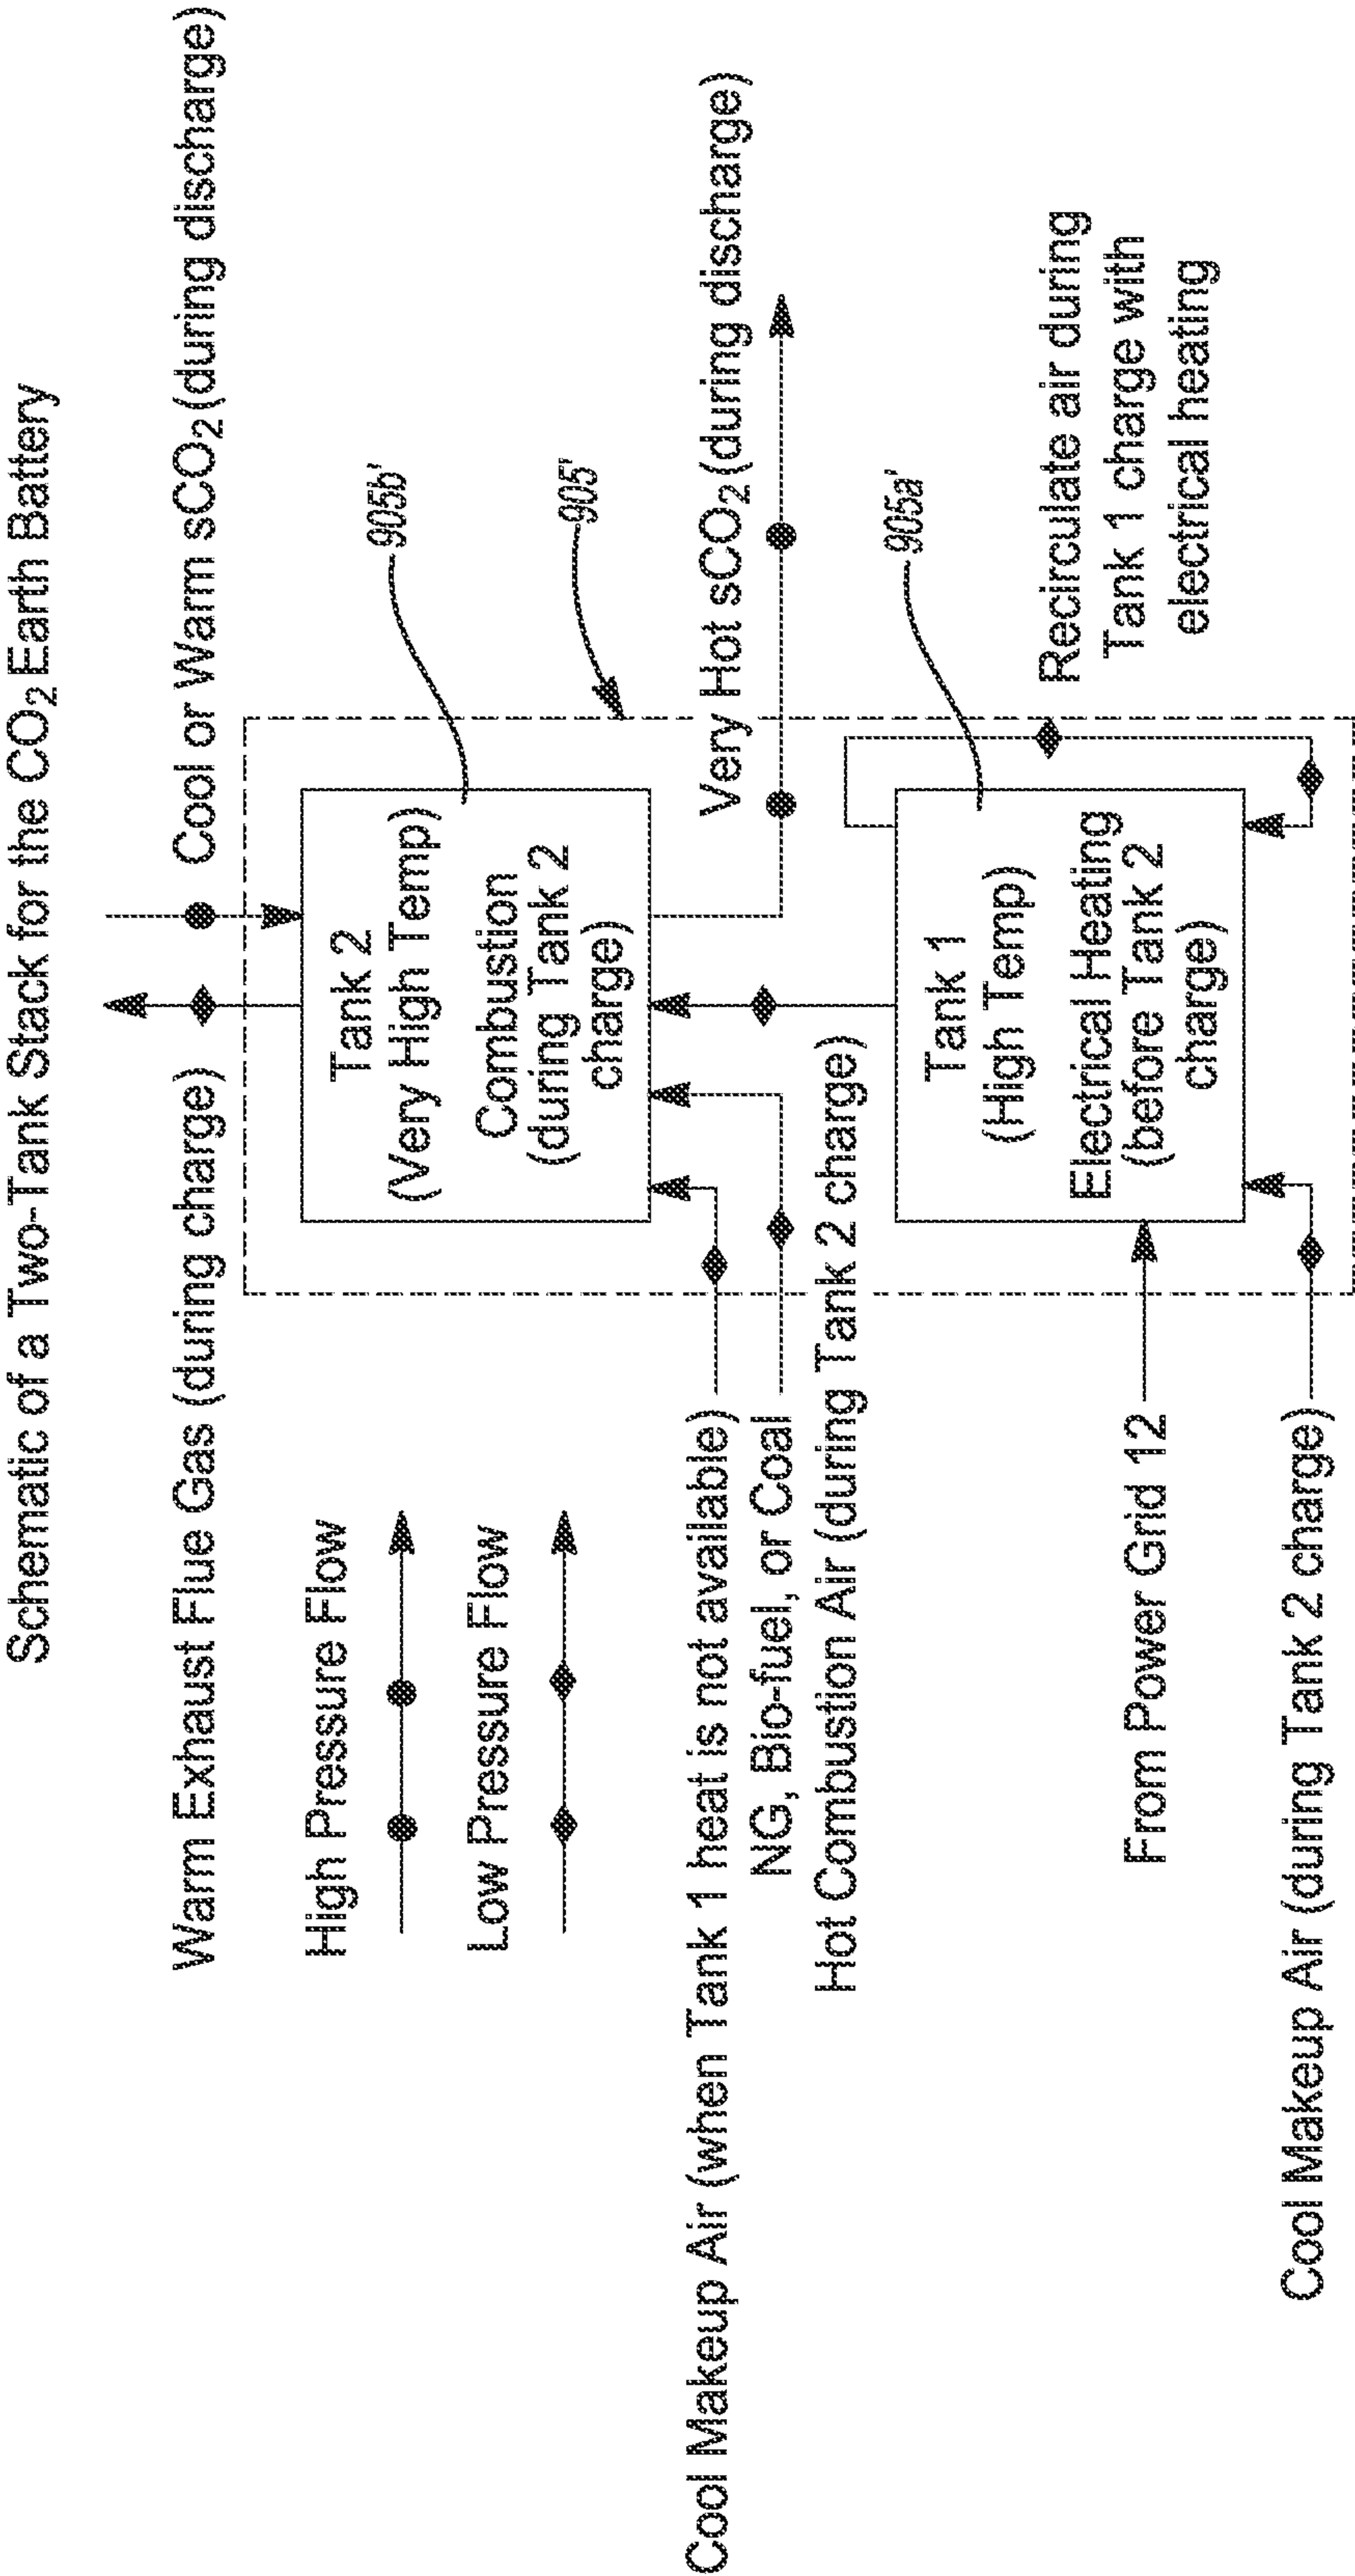 Schematic of a Two-Tank Stack for the CO₂ Earth Battery
Warm Exhaust Flue Gas (during charge)
Cool or Warm sCO₂ (during discharge)
High Pressure Flow
Low Pressure Flow
Tank 2
(Very High Temp)
Combustion
(during Tank 2
charge)
905b'
905'
Cool Makeup Air (when Tank 1 heat is not available)
NG, Bio-fuel, or Coal
Hot Combustion Air (during Tank 2 charge)
Very Hot sCO₂ (during discharge)
905a'
Tank 1
(High Temp)
Electrical Heating
(before Tank 2
charge)
Recirculate air during
Tank 1 charge with
electrical heating
From Power Grid 12
Cool Makeup Air (during Tank 2 charge)